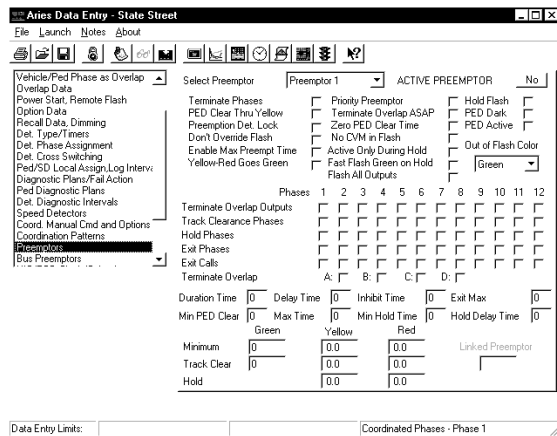 Aries Data Entry - State Street
File Launch Notes About
Vehicle/Ped Phase as Overlap
Overlap Data
Power Start, Remote Flash
Option Data
Recall Data, Dimming
Det. Type/Timers
Det. Phase Assignment
Det. Cross Switching
Ped/SD Local Assign,Log Interva
Diagnostic Plans/Fail Action
Ped Diagnostic Plans
Det. Diagnostic Intervals
Speed Detectors
Coord. Manual Cmd and Options
Coordination Patterns
Preemptors
Bus Preemptors
Select Preemptor Preemptor 1 ACTIVE PREEMPTOR No
Terminate Phases Priority Preemptor Hold Flash
PED Clear Thru Yellow Terminate Overlap ASAP PED Dark
Preemption Det. Lock Zero PED Clear Time PED Active
Don't Override Flash No CVM in Flash
Enable Max Preempt Time Active Only During Hold Out of Flash Color
Yellow-Red Goes Green Fast Flash Green on Hold Green
Flash All Outputs
Phases 1 2 3 4 5 6 7 8 9 10 11 12
Terminate Overlap Outputs
Track Clearance Phases
Hold Phases
Exit Phases
Exit Calls
Terminate Overlap A: B: C: D:
Duration Time 0 Delay Time 0 Inhibit Time 0 Exit Max 0
Min PED Clear 0 Max Time 0 Min Hold Time 0 Hold Delay Time 0
Green Yellow Red
Minimum 0 0.0 0.0 Linked Preemptor
Track Clear 0 0.0 0.0
Hold 0.0 0.0
Data Entry Limits: Coordinated Phases - Phase 1